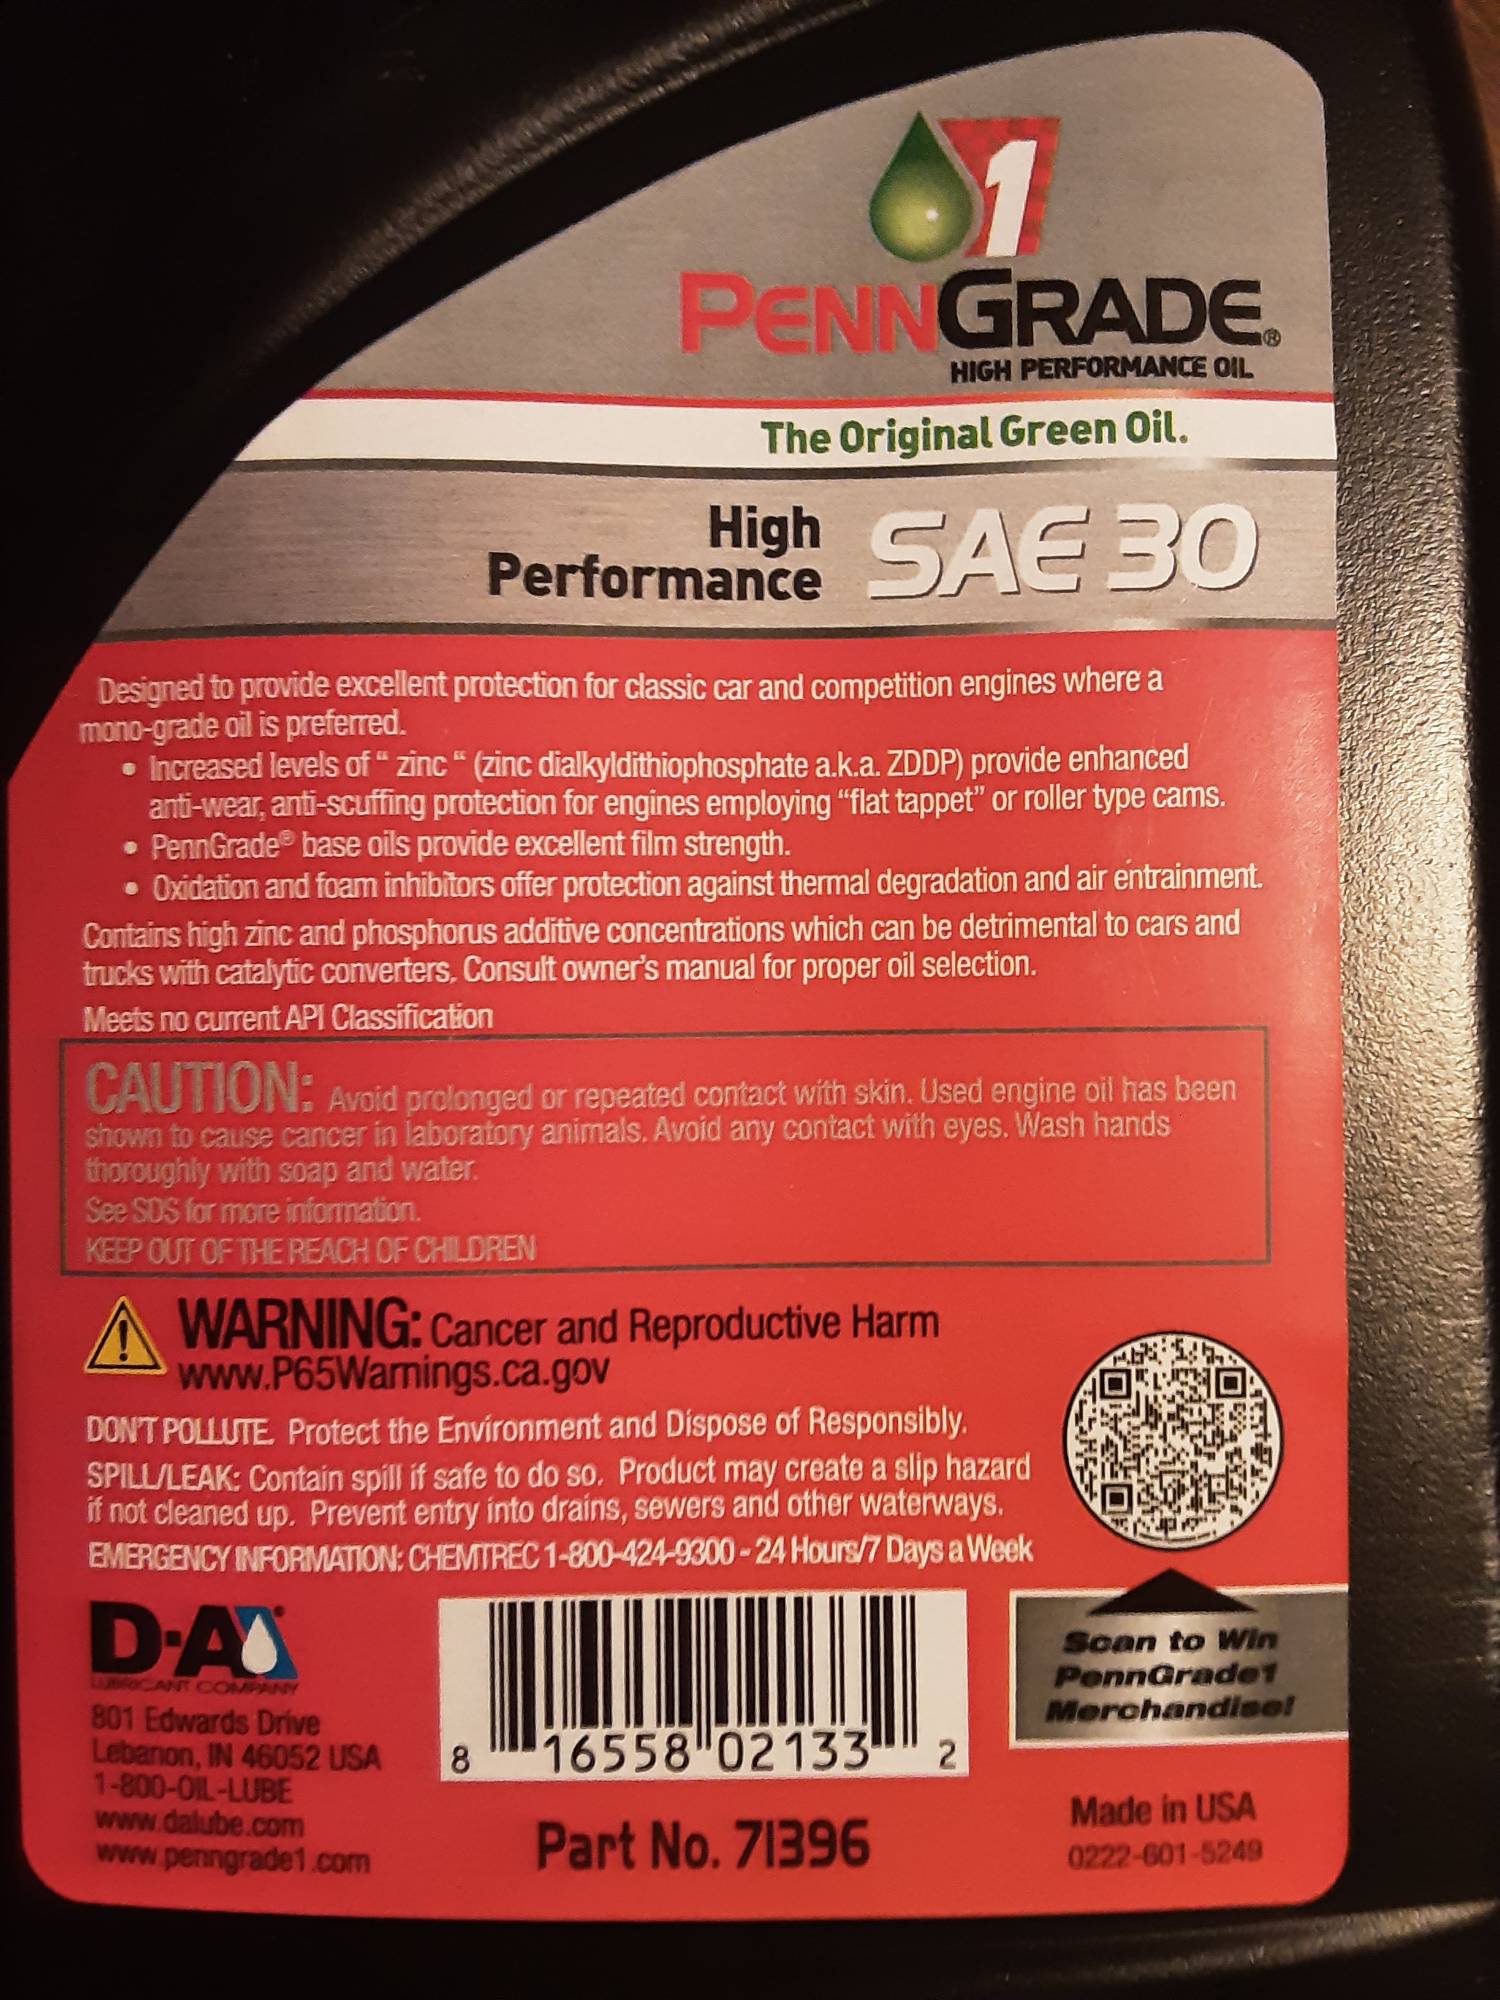 1
PENNGRADE®
HIGH PERFORMANCE OIL
The Original Green Oil.
High
Performance
SAE 30
Designed to provide excellent protection for classic car and competition engines where a
mono-grade oil is preferred.
• Increased levels of “ zinc “ (zinc dialkyldithiophosphate a.k.a. ZDDP) provide enhanced
anti-wear, anti-scuffing protection for engines employing “flat tappet” or roller type cams.
• PennGrade® base oils provide excellent film strength.
• Oxidation and foam inhibitors offer protection against thermal degradation and air entrainment.
Contains high zinc and phosphorus additive concentrations which can be detrimental to cars and
trucks with catalytic converters. Consult owner's manual for proper oil selection.
Meets no current API Classification
CAUTION: Avoid prolonged or repeated contact with skin. Used engine oil has been
shown to cause cancer in laboratory animals. Avoid any contact with eyes. Wash hands
thoroughly with soap and water.
See SDS for more information.
KEEP OUT OF THE REACH OF CHILDREN
WARNING: Cancer and Reproductive Harm
www.P65Warnings.ca.gov
DON'T POLLUTE. Protect the Environment and Dispose of Responsibly.
SPILL/LEAK: Contain spill if safe to do so. Product may create a slip hazard
if not cleaned up. Prevent entry into drains, sewers and other waterways.
EMERGENCY INFORMATION: CHEMTREC 1-800-424-9300 - 24 Hours/7 Days a Week
D-A®
LUBRICANT COMPANY
801 Edwards Drive
Lebanon, IN 46052 USA
1-800-OIL-LUBE
www.dalube.com
www.penngrade1.com
8 16558 02133 2
Part No. 71396
Scan to Win
PennGrade1
Merchandise!
Made in USA
0222-601-5249